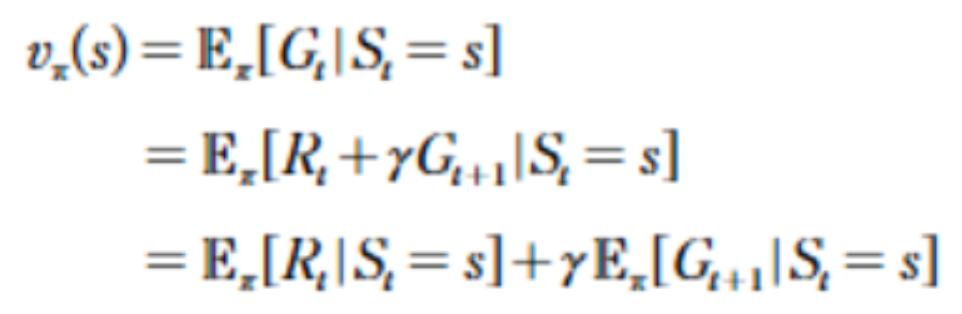 v_π(s) = 𝔼_π[G_t|S_t = s]
= 𝔼_π[R_t + γG_{t+1}|S_t = s]
= 𝔼_π[R_t|S_t = s] + γ𝔼_π[G_{t+1}|S_t = s]